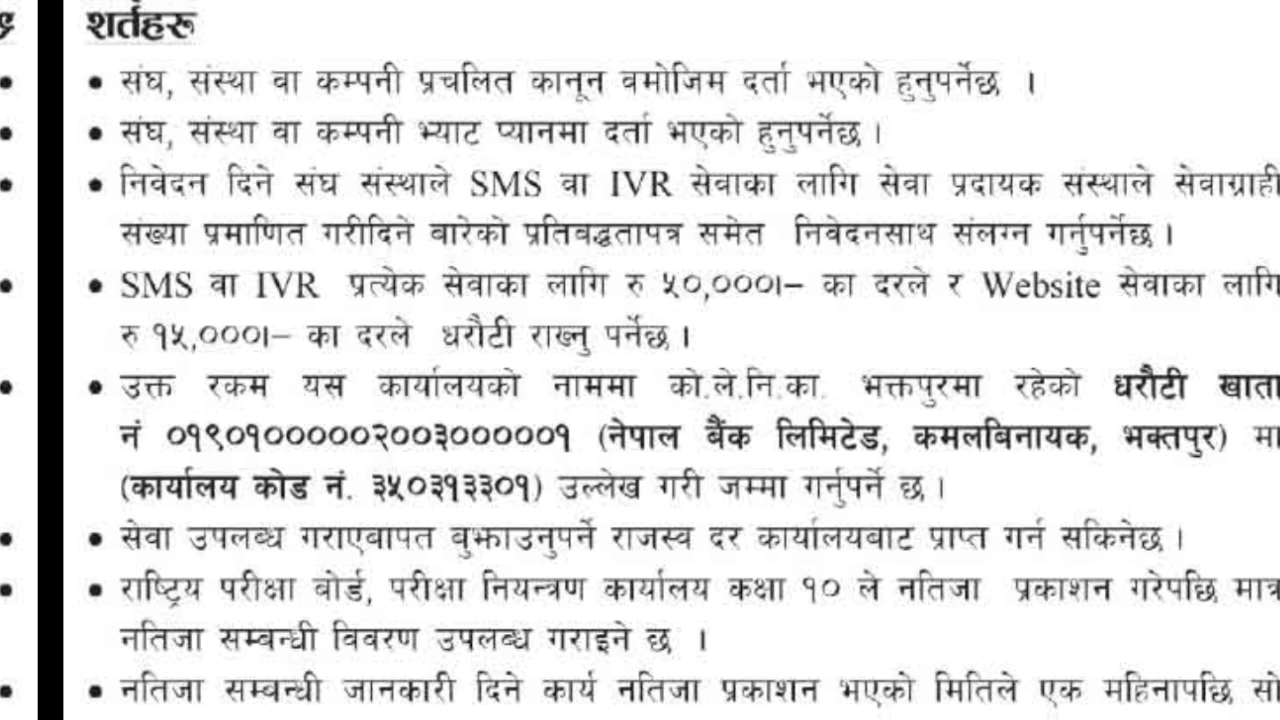 शर्तहरू
• संघ, संस्था वा कम्पनी प्रचलित कानून वमोजिम दर्ता भएको हुनुपर्नेछ ।
• संघ, संस्था वा कम्पनी भ्याट प्यानमा दर्ता भएको हुनुपर्नेछ ।
• निवेदन दिने संघ संस्थाले SMS वा IVR सेवाका लागि सेवा प्रदायक संस्थाले सेवाग्राही
संख्या प्रमाणित गरीदिने बारेको प्रतिबद्धतापत्र समेत निवेदनसाथ संलग्न गर्नुपर्नेछ ।
• SMS वा IVR प्रत्येक सेवाका लागि रु ५०,०००।– का दरले र Website सेवाका लागि
रु १५,०००।– का दरले धरौटी राख्नु पर्नेछ ।
• उक्त रकम यस कार्यालयको नाममा को.ले.नि.का. भक्तपुरमा रहेको धरौटी खाता
नं ०१९०१०००००२००३०००००१ (नेपाल बैंक लिमिटेड, कमलबिनायक, भक्तपुर) मा
(कार्यालय कोड नं. ३५०३१३३०१) उल्लेख गरी जम्मा गर्नुपर्ने छ ।
• सेवा उपलब्ध गराएबापत बुझाउनुपर्ने राजस्व दर कार्यालयबाट प्राप्त गर्न सकिनेछ ।
• राष्ट्रिय परीक्षा बोर्ड, परीक्षा नियन्त्रण कार्यालय कक्षा १० ले नतिजा प्रकाशन गरेपछि मात्र
नतिजा सम्बन्धी विवरण उपलब्ध गराइने छ ।
• नतिजा सम्बन्धी जानकारी दिने कार्य नतिजा प्रकाशन भएको मितिले एक महिनापछि सो